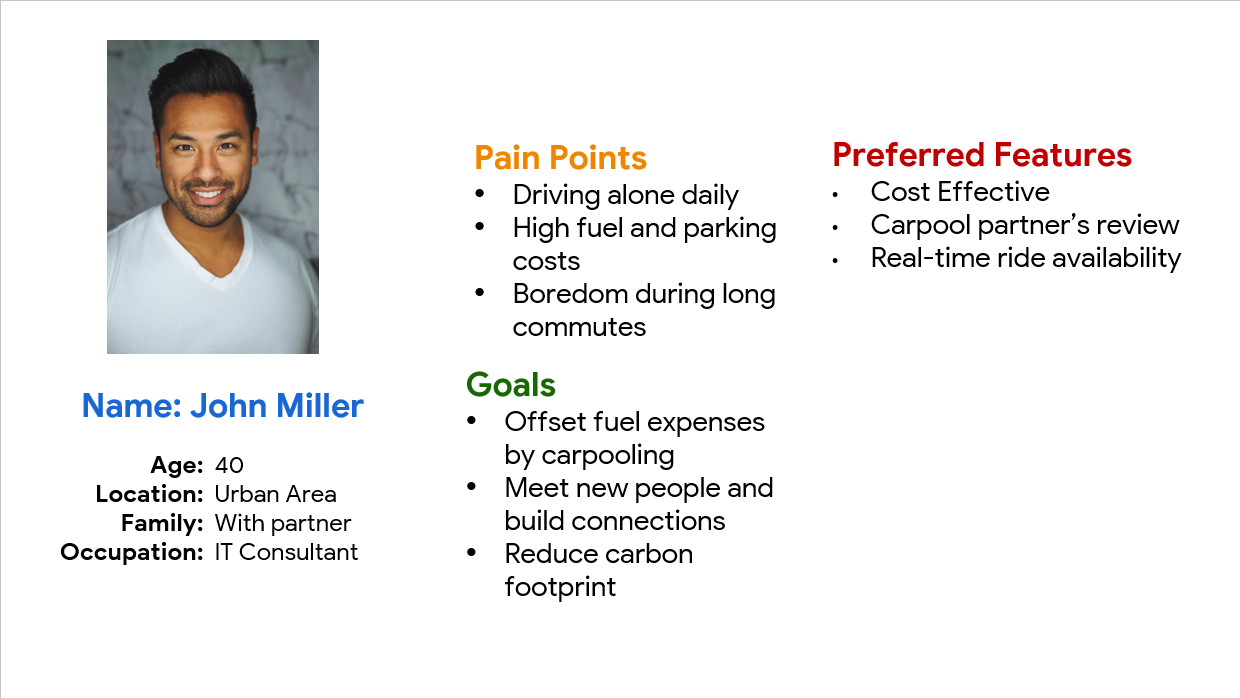 Name: John Miller
Age: 40
Location: Urban Area
Family: With partner
Occupation: IT Consultant
Pain Points
• Driving alone daily
• High fuel and parking
costs
• Boredom during long
commutes
Goals
• Offset fuel expenses
by carpooling
• Meet new people and
build connections
• Reduce carbon
footprint
Preferred Features
• Cost Effective
• Carpool partner’s review
• Real-time ride availability